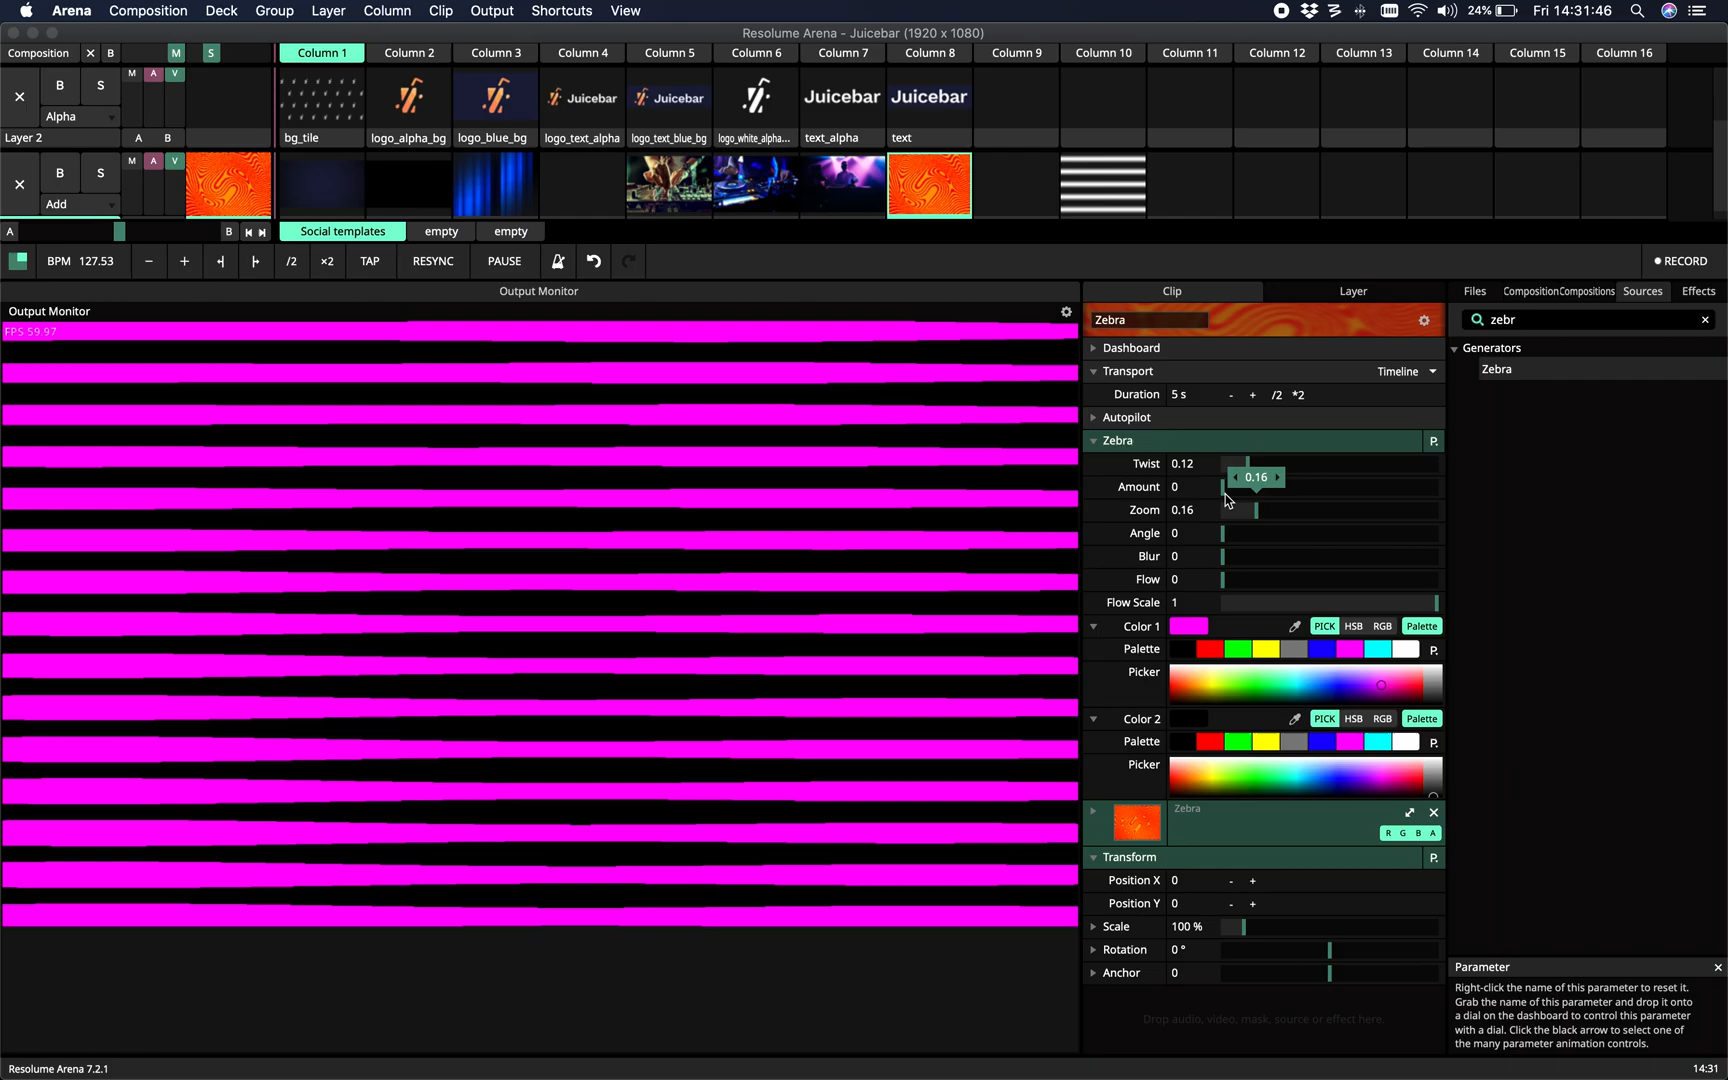 Arena Composition Deck Group Layer Column Clip Output Shortcuts View 24% Fri 14:31:46
Resolume Arena - Juicebar (1920 x 1080)
Composition × B M S Column 1 Column 2 Column 3 Column 4 Column 5 Column 6 Column 7 Column 8 Column 9 Column 10 Column 11 Column 12 Column 13 Column 14 Column 15 Column 16
× B S M A V Juicebar Juicebar Juicebar Juicebar
Alpha
Layer 2 A B bg_tile logo_alpha_bg logo_blue_bg logo_text_alpha logo_text_blue_bg logo_white_alpha... text_alpha text
× B S M A V
Add
A B Social templates empty empty
BPM 127.53 - + /2 ×2 TAP RESYNC PAUSE RECORD
Output Monitor Clip Layer Files CompositionCompositions Sources Effects
Output Monitor
FPS 59.97
Zebra
zebr ×
Dashboard
Generators
Transport Timeline
Zebra
Duration 5 s - + /2 *2
Autopilot
Zebra P.
Twist 0.12
0.16
Amount 0
Zoom 0.16
Angle 0
Blur 0
Flow 0
Flow Scale 1
Color 1 PICK HSB RGB Palette
Palette P.
Picker
Color 2 PICK HSB RGB Palette
Palette P.
Picker
Zebra
R G B A
Transform P.
Position X 0 - +
Position Y 0 - +
Scale 100 %
Rotation 0 °
Anchor 0
Drop audio, video, mask, source or effect here.
Parameter
Right-click the name of this parameter to reset it.
Grab the name of this parameter and drop it onto
a dial on the dashboard to control this parameter
with a dial. Click the black arrow to select one of
the many parameter animation controls.
Resolume Arena 7.2.1 14:31